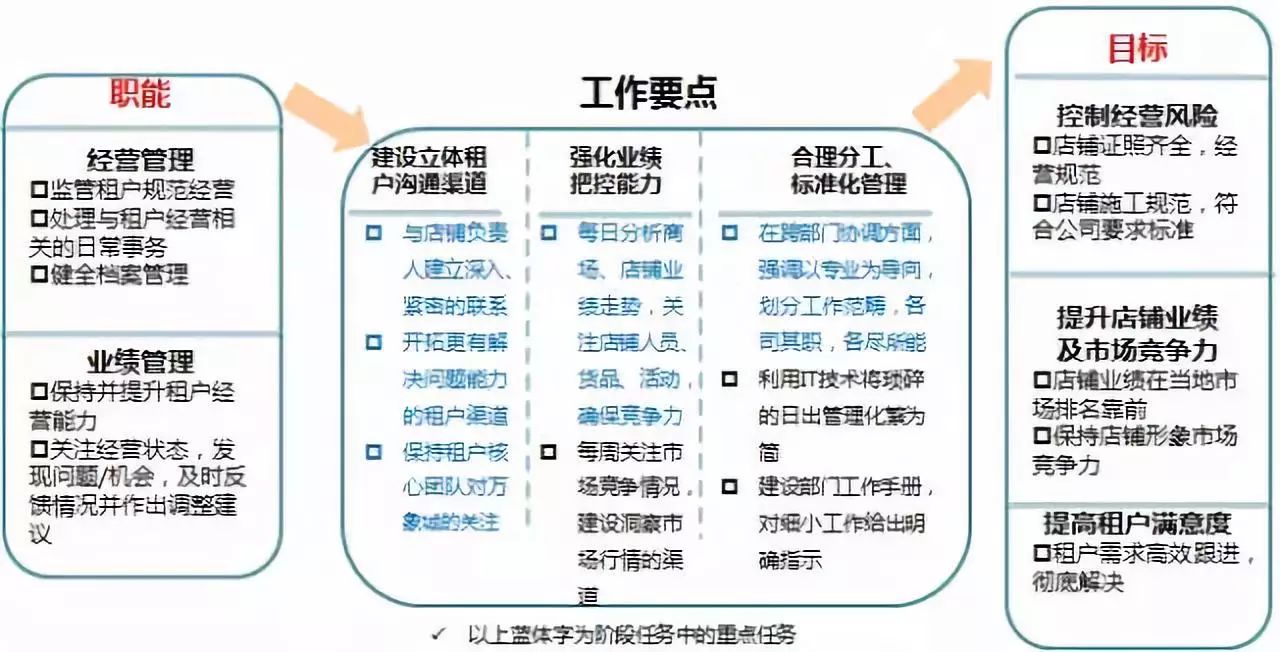 职能
经营管理
监管租户规范经营
处理与租户经营相
关的日常事务
健全档案管理
业绩管理
保持并提升租户经
营能力
关注经营状态，发
现问题/机会，及时反
馈情况并作出调整建
议
工作要点
建设立体租
户沟通渠道
与店铺负责
人建立深入、
紧密的联系
开拓更有解
决问题能力
的租户渠道
保持租户核
心团队对万
象城的关注
强化业绩
把控能力
每日分析商
场、店铺业
绩走势，关
注店铺人员、
货品、活动，
确保竞争力
每周关注市
场竞争情况，
建设洞察市
场行情的渠
道
合理分工、
标准化管理
在跨部门协调方面，
强调以专业为导向，
划分工作范畴，各
司其职，各尽所能
利用IT技术将琐碎
的日出管理化繁为
简
建设部门工作手册，
对细小工作给出明
确指示
✓ 以上蓝体字为阶段任务中的重点任务
目标
控制经营风险
店铺证照齐全，经
营规范
店铺施工规范，符
合公司要求标准
提升店铺业绩
及市场竞争力
店铺业绩在当地市
场排名靠前
保持店铺形象市场
竞争力
提高租户满意度
租户需求高效跟进，
彻底解决